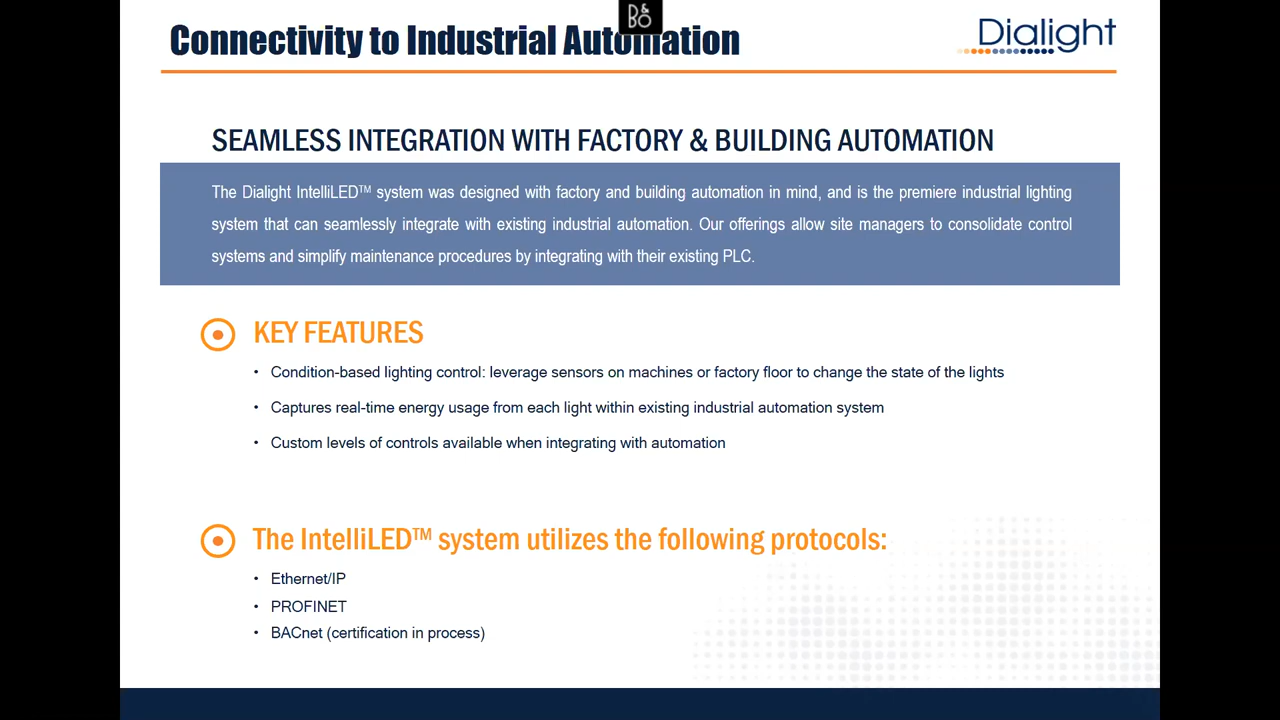 B&O
Connectivity to Industrial Automation
Dialight
SEAMLESS INTEGRATION WITH FACTORY & BUILDING AUTOMATION
The Dialight IntelliLED™ system was designed with factory and building automation in mind, and is the premiere industrial lighting
system that can seamlessly integrate with existing industrial automation. Our offerings allow site managers to consolidate control
systems and simplify maintenance procedures by integrating with their existing PLC.
KEY FEATURES
• Condition-based lighting control: leverage sensors on machines or factory floor to change the state of the lights
• Captures real-time energy usage from each light within existing industrial automation system
• Custom levels of controls available when integrating with automation
The IntelliLED™ system utilizes the following protocols:
• Ethernet/IP
• PROFINET
• BACnet (certification in process)